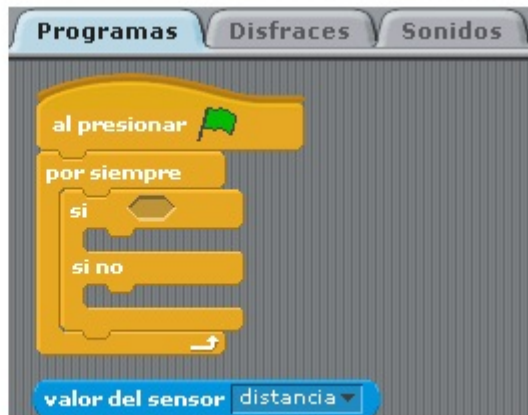 Programas Disfraces Sonidos
al presionar
por siempre
si
si no
valor del sensor distancia